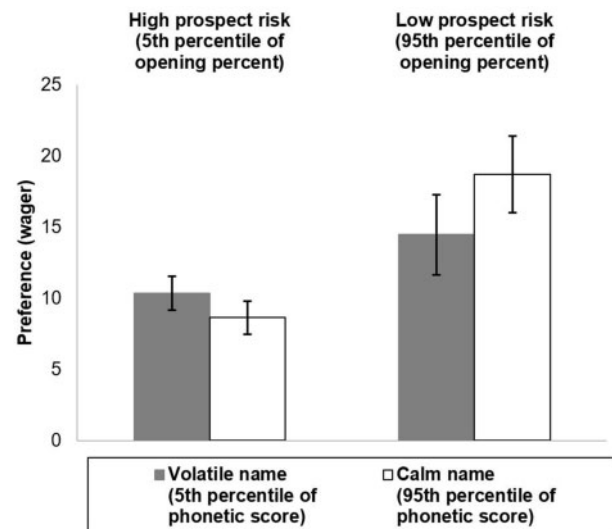 High prospect risk
(5th percentile of
opening percent)
Low prospect risk
(95th percentile of
opening percent)
25
20
15
10
5
0
Preference (wager)
Volatile name
(5th percentile of
phonetic score)
Calm name
(95th percentile of
phonetic score)